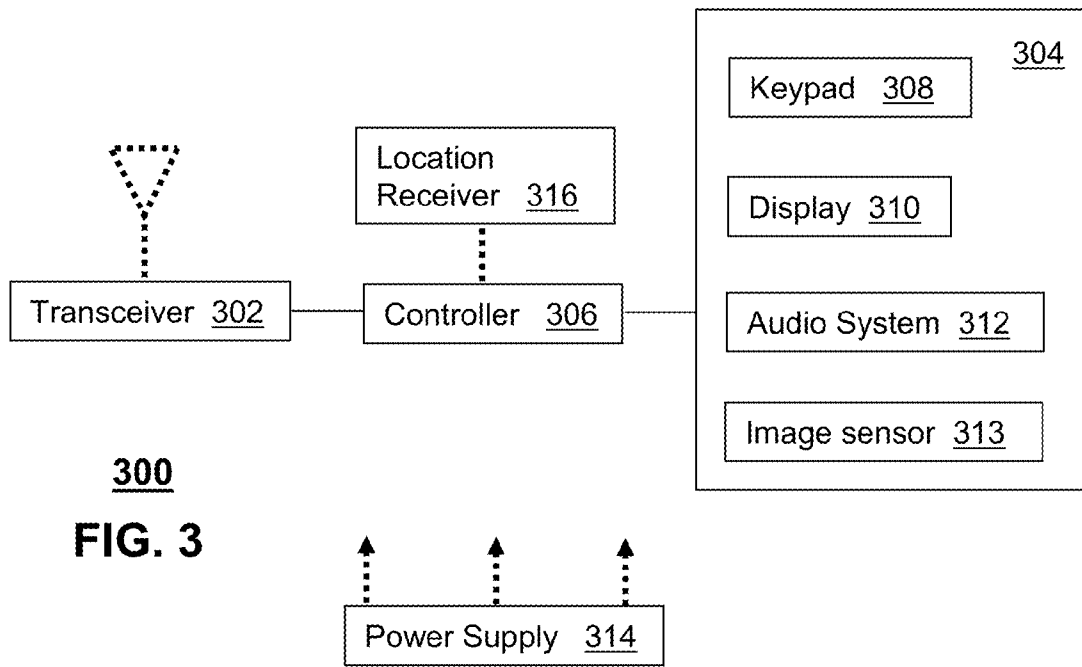 304
Keypad 308
Location
Receiver 316
Display 310
Transceiver 302
Controller 306
Audio System 312
Image sensor 313
300
FIG. 3
Power Supply 314